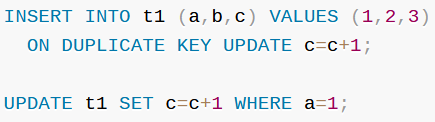 INSERT INTO t1 (a,b,c) VALUES (1,2,3)
  ON DUPLICATE KEY UPDATE c=c+1;

UPDATE t1 SET c=c+1 WHERE a=1;